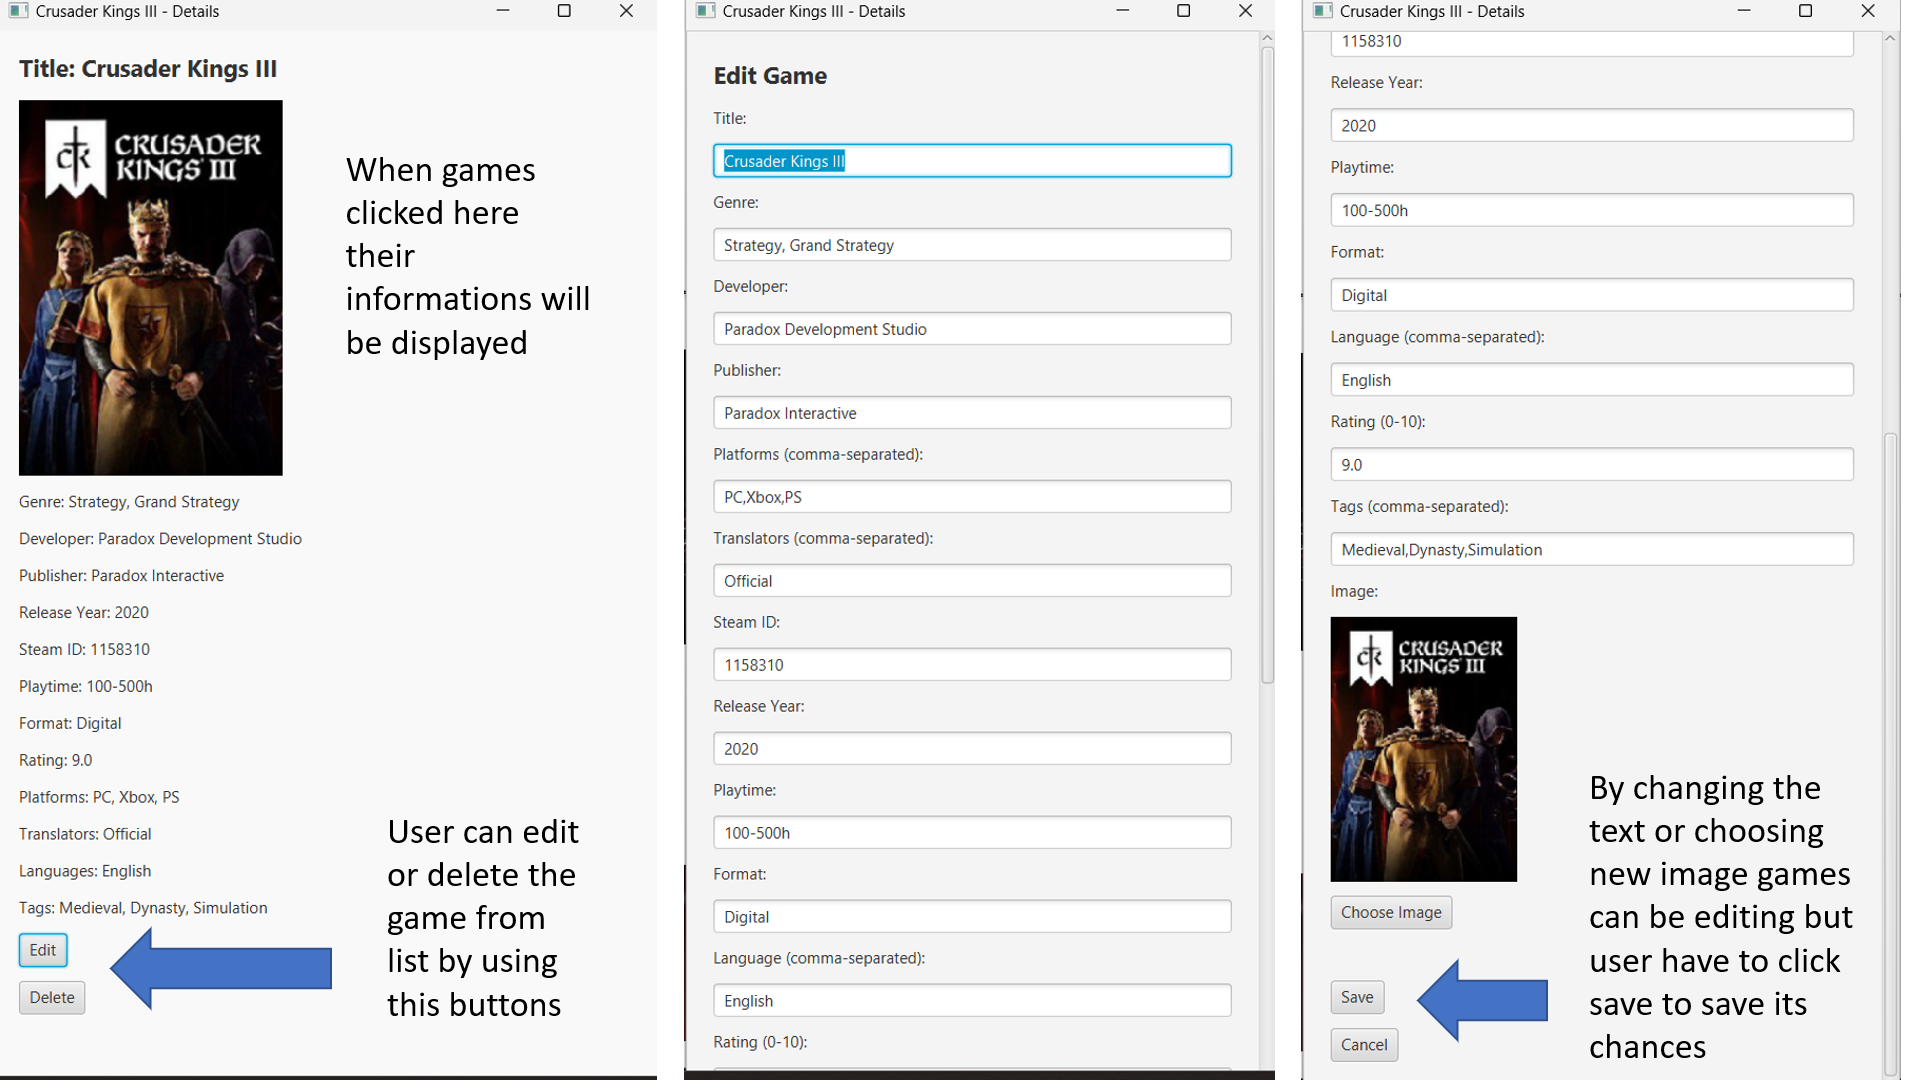 Crusader Kings III - Details
Title: Crusader Kings III
CRUSADER
KINGS III
When games
clicked here
their
informations will
be displayed
Genre: Strategy, Grand Strategy
Developer: Paradox Development Studio
Publisher: Paradox Interactive
Release Year: 2020
Steam ID: 1158310
Playtime: 100-500h
Format: Digital
Rating: 9.0
Platforms: PC, Xbox, PS
Translators: Official
Languages: English
Tags: Medieval, Dynasty, Simulation
Edit
Delete
User can edit
or delete the
game from
list by using
this buttons
Crusader Kings III - Details
Edit Game
Title:
Crusader Kings III
Genre:
Strategy, Grand Strategy
Developer:
Paradox Development Studio
Publisher:
Paradox Interactive
Platforms (comma-separated):
PC,Xbox,PS
Translators (comma-separated):
Official
Steam ID:
1158310
Release Year:
2020
Playtime:
100-500h
Format:
Digital
Language (comma-separated):
English
Rating (0-10):
Crusader Kings III - Details
1158310
Release Year:
2020
Playtime:
100-500h
Format:
Digital
Language (comma-separated):
English
Rating (0-10):
9.0
Tags (comma-separated):
Medieval,Dynasty,Simulation
Image:
CRUSADER
KINGS III
Choose Image
Save
Cancel
By changing the
text or choosing
new image games
can be editing but
user have to click
save to save its
chances